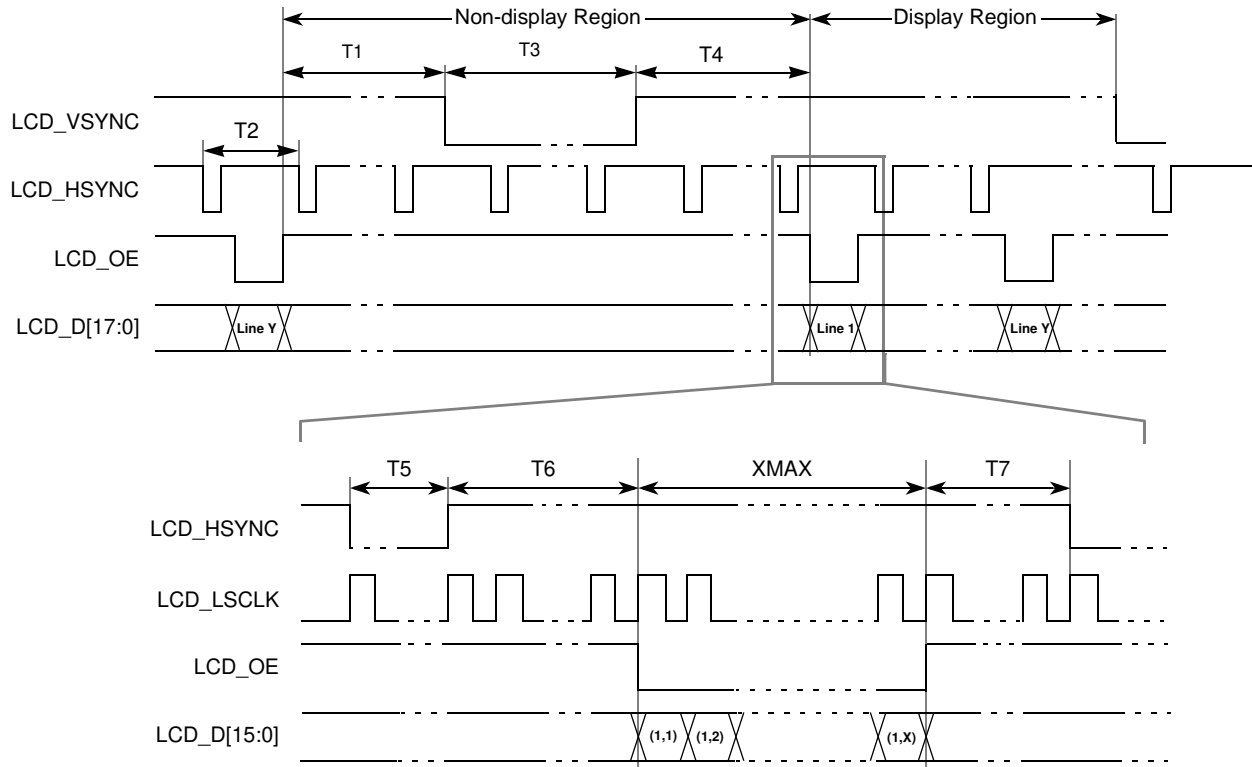 Non-display Region
Display Region
T1
T3
T4
LCD_VSYNC
T2
LCD_HSYNC
LCD_OE
LCD_D[17:0]
Line Y
Line 1
Line Y
T5
T6
XMAX
T7
LCD_HSYNC
LCD_LSCLK
LCD_OE
LCD_D[15:0]
(1,1)
(1,2)
(1,X)